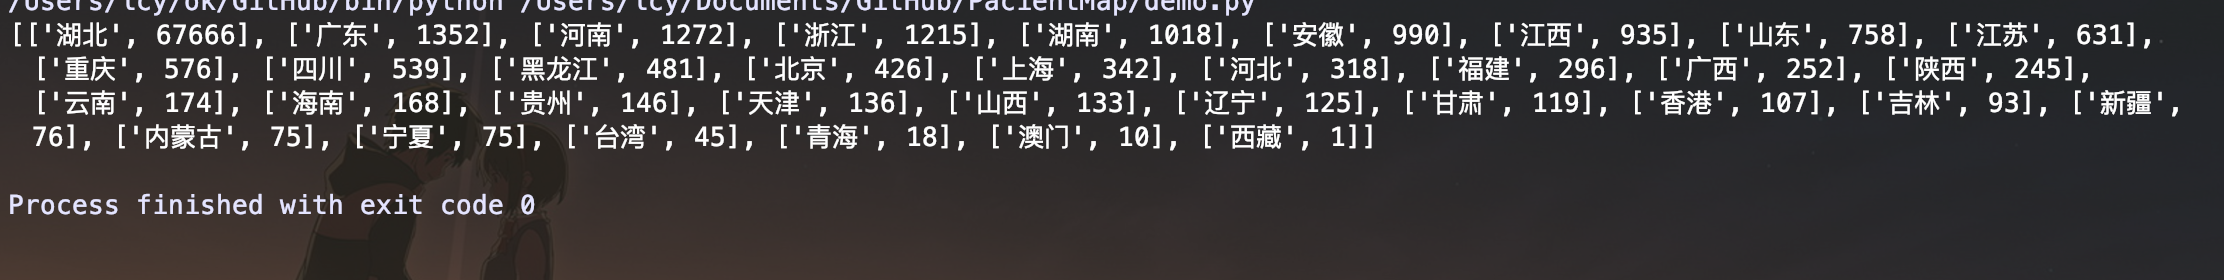 /Users/tcy/ok/GitHub/bin/python /Users/tcy/Documents/GitHub/PacientMap/demo.py
[['湖北', 67666], ['广东', 1352], ['河南', 1272], ['浙江', 1215], ['湖南', 1018], ['安徽', 990], ['江西', 935], ['山东', 758], ['江苏', 631],
['重庆', 576], ['四川', 539], ['黑龙江', 481], ['北京', 426], ['上海', 342], ['河北', 318], ['福建', 296], ['广西', 252], ['陕西', 245],
['云南', 174], ['海南', 168], ['贵州', 146], ['天津', 136], ['山西', 133], ['辽宁', 125], ['甘肃', 119], ['香港', 107], ['吉林', 93], ['新疆',
76], ['内蒙古', 75], ['宁夏', 75], ['台湾', 45], ['青海', 18], ['澳门', 10], ['西藏', 1]]
Process finished with exit code 0